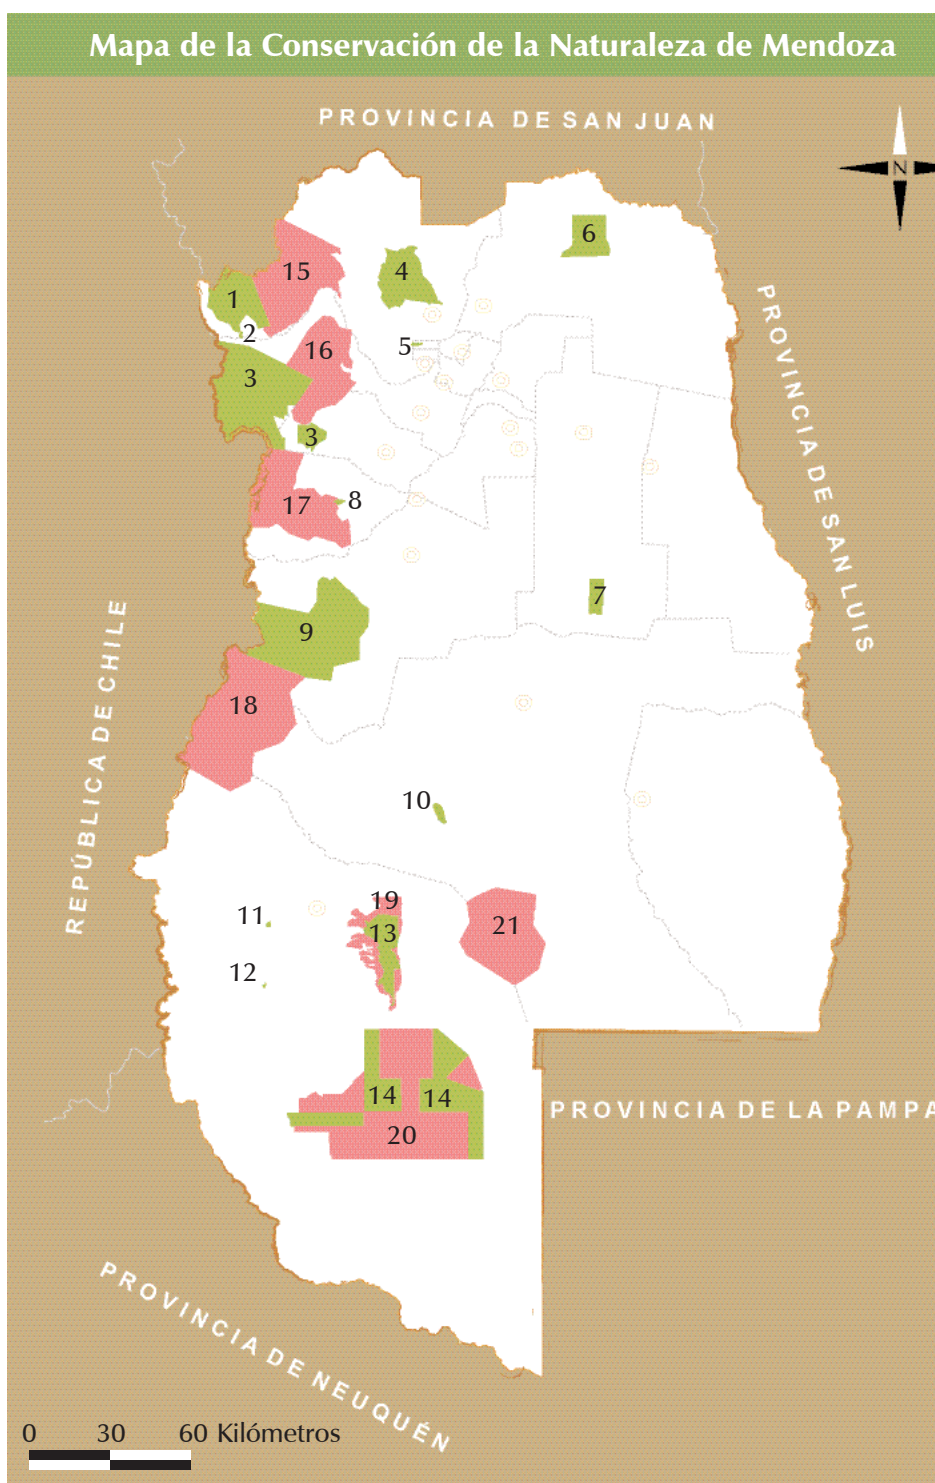 Mapa de la Conservación de la Naturaleza de Mendoza
PROVINCIA DE SAN JUAN
N
6
15
4
1
2
5
16
3
PROVINCIA DE SAN LUIS
3
17
8
7
9
REPÚBLICA DE CHILE
18
10
19
11
13
21
12
14
14
PROVINCIA DE LA PAMPA
20
PROVINCIA DE NEUQUÉN
0 30 60 Kilómetros